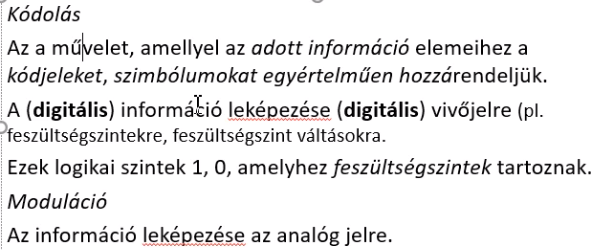 Kódolás
Az a művelet, amellyel az adott információ elemeihez a
kódjeleket, szimbólumokat egyértelműen hozzárendeljük.
A (digitális) információ leképezése (digitális) vivőjelre (pl.
feszültségszintekre, feszültségszint váltásokra.
Ezek logikai szintek 1, 0, amelyhez feszültségszintek tartoznak.
Moduláció
Az információ leképezése az analóg jelre.